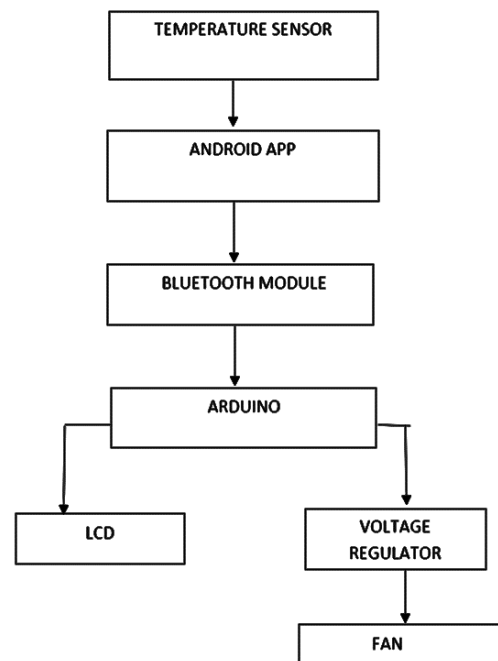 TEMPERATURE SENSOR
ANDROID APP
BLUETOOTH MODULE
ARDUINO
LCD
VOLTAGE
REGULATOR
FAN